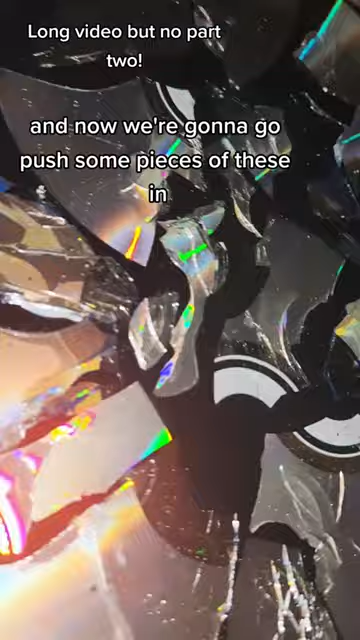 Long video but no part
two!
and now we're gonna go
push some pieces of these
in